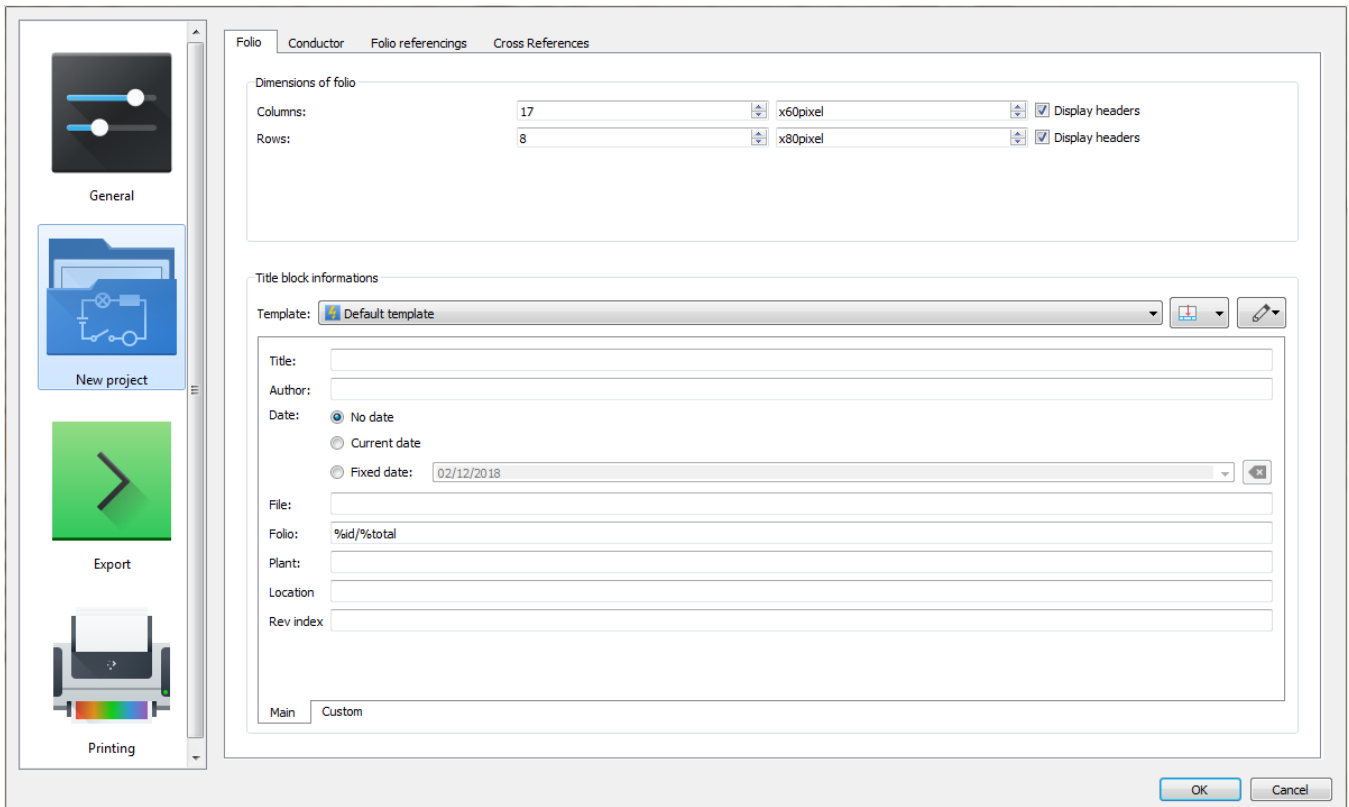 General
New project
Export
Printing
Folio Conductor Folio referencings Cross References
Dimensions of folio
Columns: 17 x60pixel Display headers
Rows: 8 x80pixel Display headers
Title block informations
Template: Default template
Title:
Author:
Date: No date
Current date
Fixed date: 02/12/2018
File:
Folio: %id/%total
Plant:
Location
Rev index
Main Custom
OK Cancel